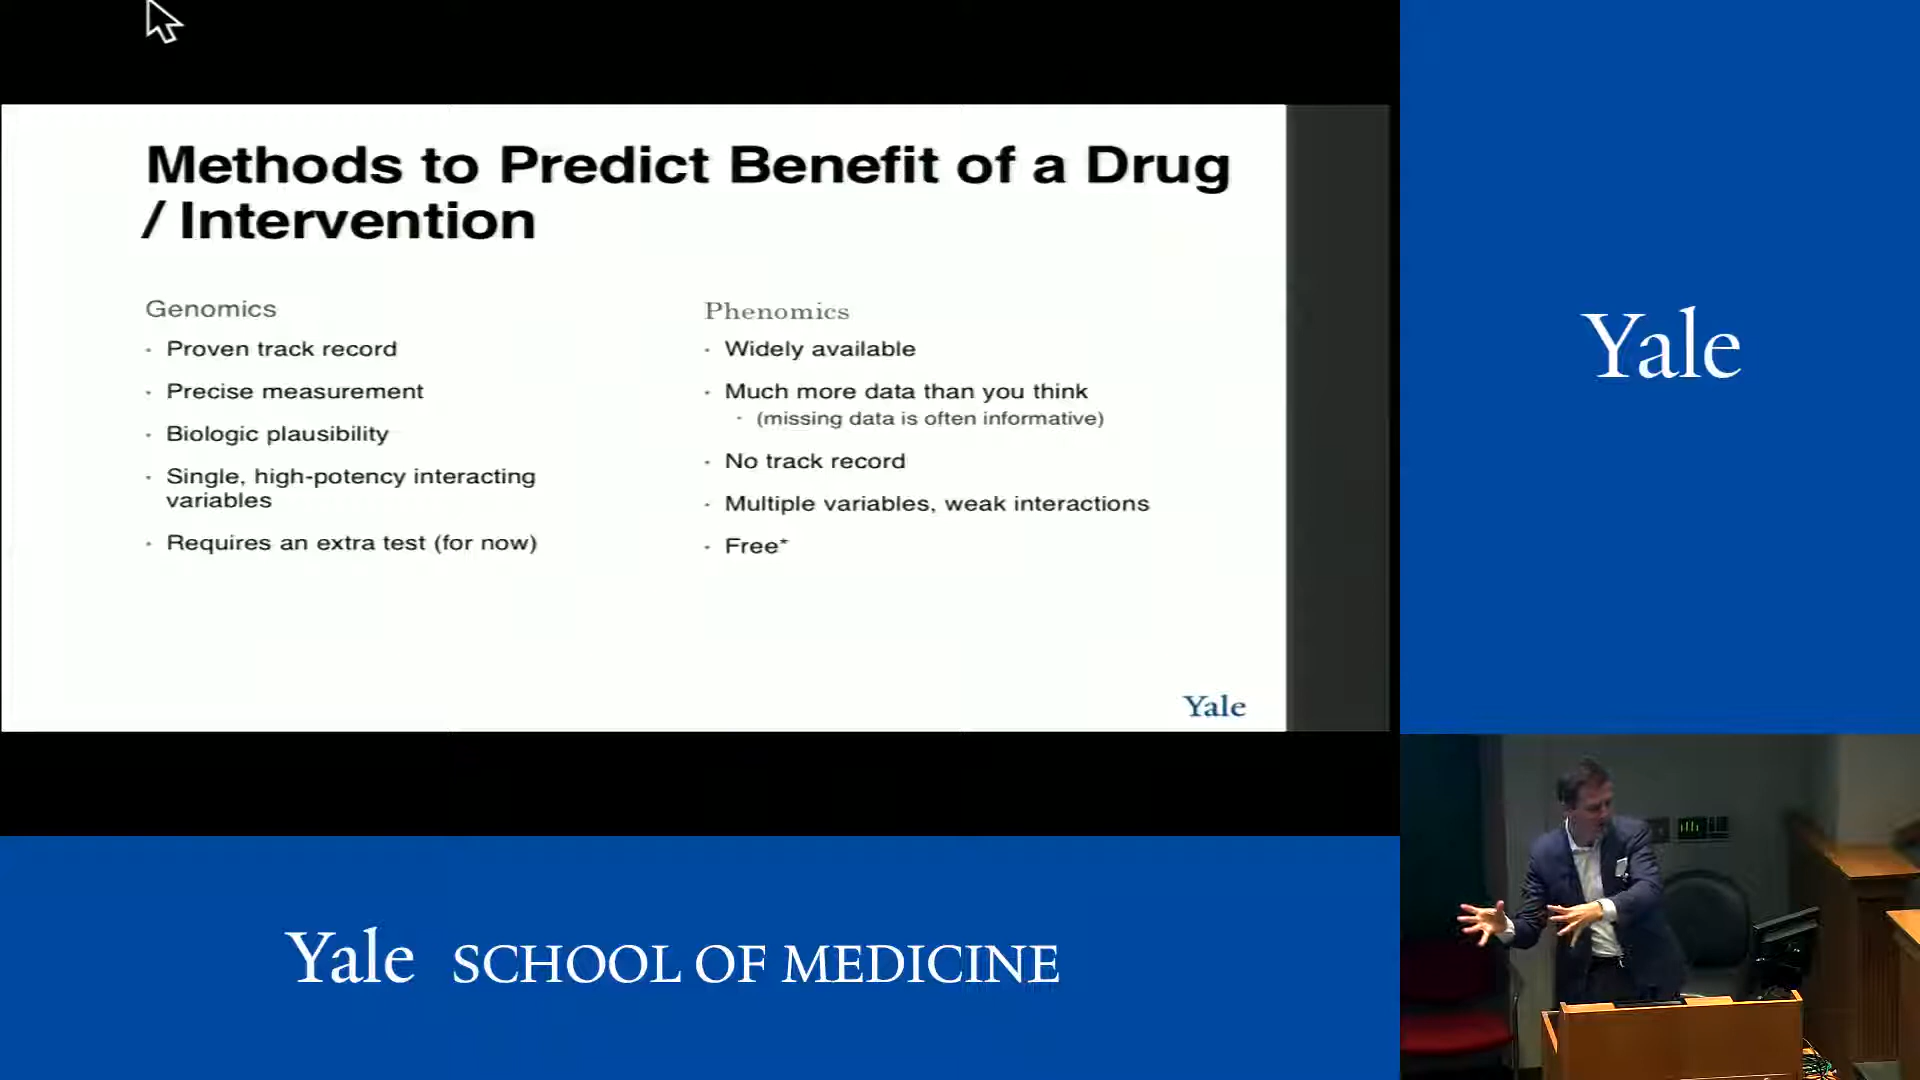 Methods to Predict Benefit of a Drug
/ Intervention
Genomics
· Proven track record
· Precise measurement
· Biologic plausibility
· Single, high-potency interacting
variables
· Requires an extra test (for now)
Phenomics
· Widely available
· Much more data than you think
· (missing data is often informative)
· No track record
· Multiple variables, weak interactions
· Free*
Yale
Yale
Yale SCHOOL OF MEDICINE